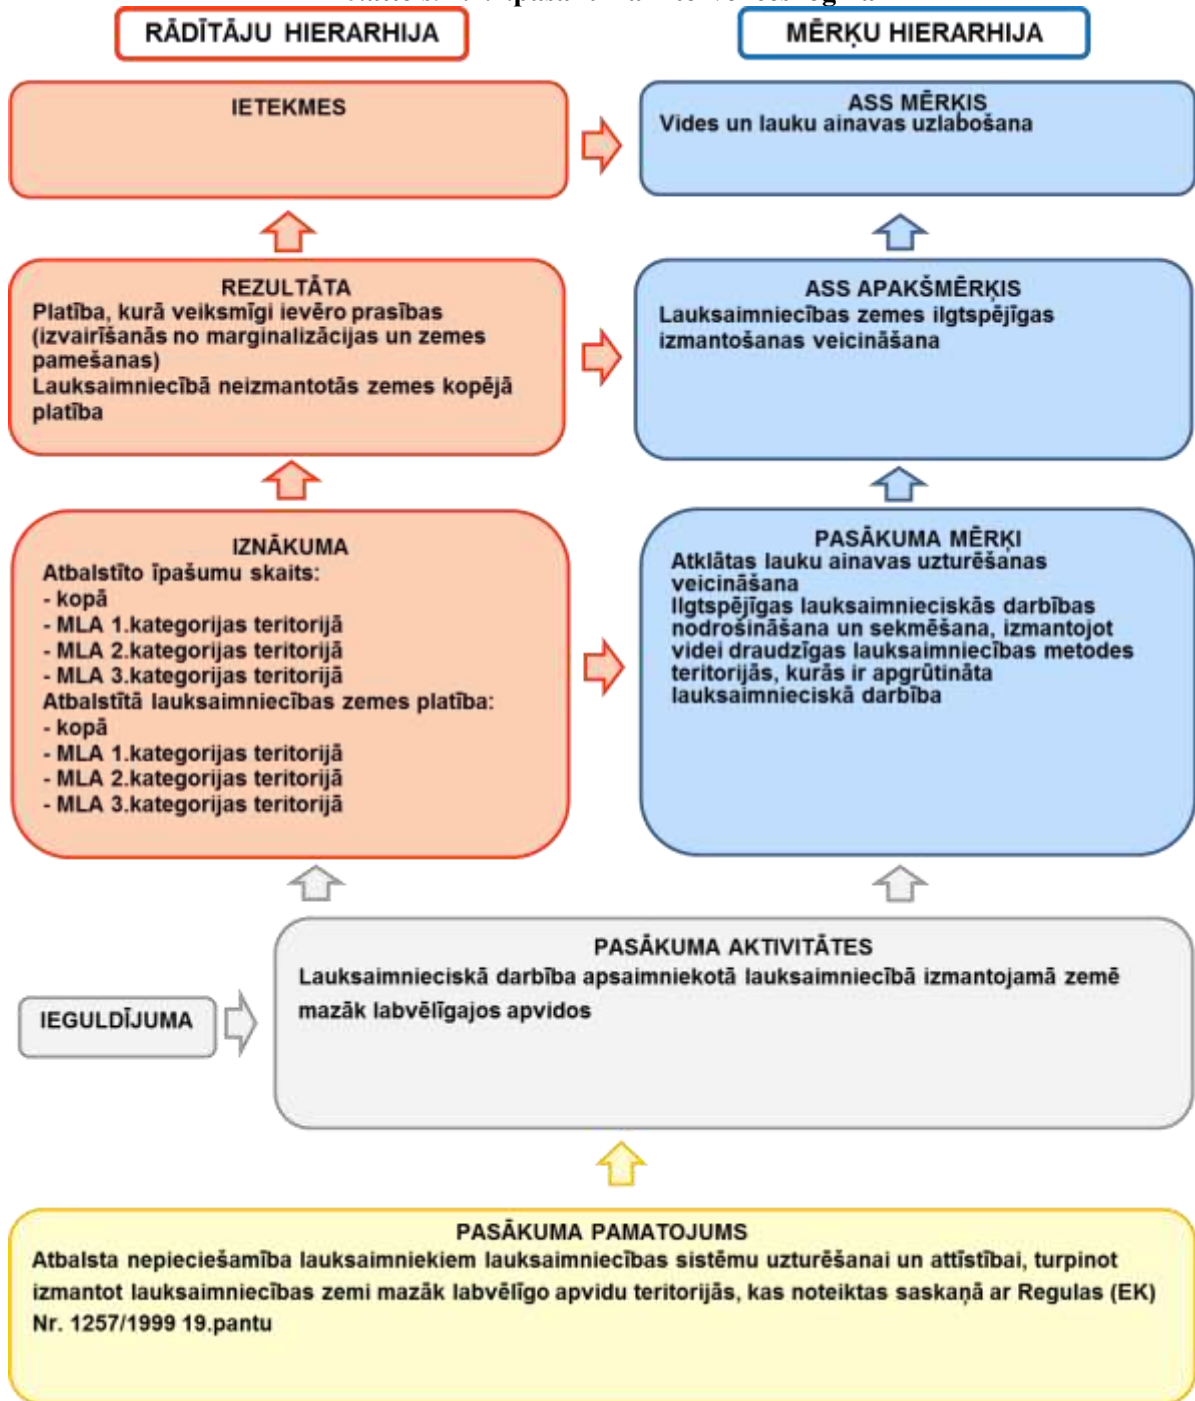 RĀDĪTĀJU HIERARHIJA
MĒRĶU HIERARHIJA
IETEKMES
ASS MĒRĶIS
Vides un lauku ainavas uzlabošana
REZULTĀTA
Platība, kurā veiksmīgi ievēro prasības
(izvairīšanās no marginalizācijas un zemes
pamešanas)
Lauksaimniecībā neizmantotās zemes kopējā
platība
ASS APAKŠMĒRĶIS
Lauksaimniecības zemes ilgtspējīgas
izmantošanas veicināšana
IZNĀKUMA
Atbalstīto īpašumu skaits:
- kopā
- MLA 1.kategorijas teritorijā
- MLA 2.kategorijas teritorijā
- MLA 3.kategorijas teritorijā
Atbalstītā lauksaimniecības zemes platība:
- kopā
- MLA 1.kategorijas teritorijā
- MLA 2.kategorijas teritorijā
- MLA 3.kategorijas teritorijā
PASĀKUMA MĒRĶI
Atklātas lauku ainavas uzturēšanas
veicināšana
Ilgtspējīgas lauksaimnieciskās darbības
nodrošināšana un sekmēšana, izmantojot
videi draudzīgas lauksaimniecības metodes
teritorijās, kurās ir apgrūtināta
lauksaimnieciskā darbība
PASĀKUMA AKTIVITĀTES
Lauksaimnieciskā darbība apsaimniekotā lauksaimniecībā izmantojamā zemē
mazāk labvēlīgajos apvidos
IEGULDĪJUMA
PASĀKUMA PAMATOJUMS
Atbalsta nepieciešamība lauksaimniekiem lauksaimniecības sistēmu uzturēšanai un attīstībai, turpinot
izmantot lauksaimniecības zemi mazāk labvēlīgo apvidu teritorijās, kas noteiktas saskaņā ar Regulas (EK)
Nr. 1257/1999 19.pantu